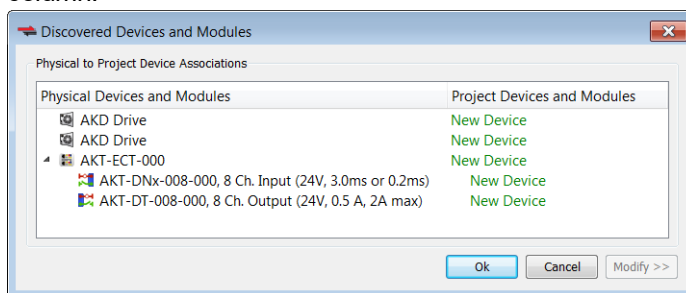 Discovered Devices and Modules
Physical to Project Device Associations
Physical Devices and Modules Project Devices and Modules
AKD Drive New Device
AKD Drive New Device
AKT-ECT-000 New Device
AKT-DNx-008-000, 8 Ch. Input (24V, 3.0ms or 0.2ms) New Device
AKT-DT-008-000, 8 Ch. Output (24V, 0.5 A, 2A max) New Device
Ok Cancel Modify >>